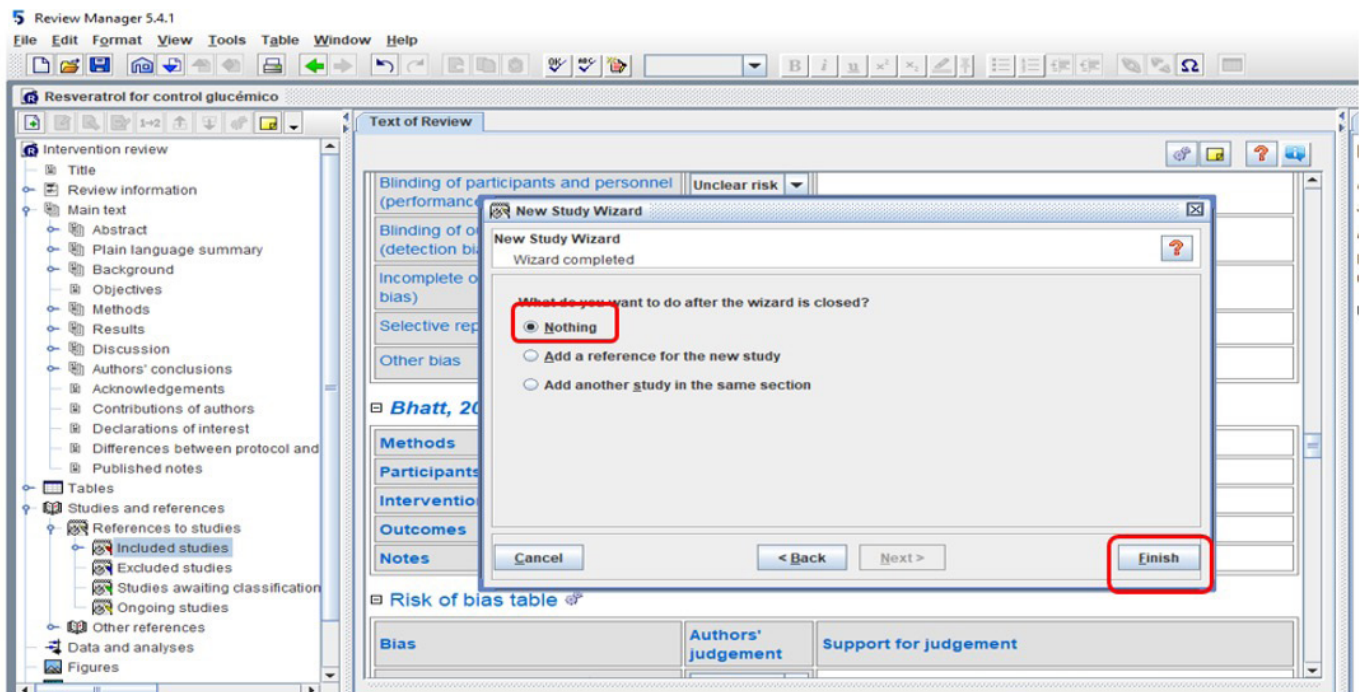 5 Review Manager 5.4.1
File Edit Format View Tools Table Window Help
B i u x² x₂ Ω
Resveratrol for control glucémico
1→2
Intervention review
Title
Review information
Main text
Abstract
Plain language summary
Background
Objectives
Methods
Results
Discussion
Authors' conclusions
Acknowledgements
Contributions of authors
Declarations of interest
Differences between protocol and
Published notes
Tables
Studies and references
References to studies
Included studies
Excluded studies
Studies awaiting classification
Ongoing studies
Other references
Data and analyses
Figures
Text of Review
Blinding of participants and personnel Unclear risk
(performance
Blinding of
(detection
Incomplete
bias)
Selective
Other bias
Bhatt,
Methods
Participants
Outcomes
Notes
Risk of bias table
Bias
Authors'
judgement
Support for judgement
New Study Wizard
New Study Wizard
Wizard completed
?
What do you want to do after the wizard is closed?
Nothing
Add a reference for the new study
Add another study in the same section
Cancel < Back Next > Finish